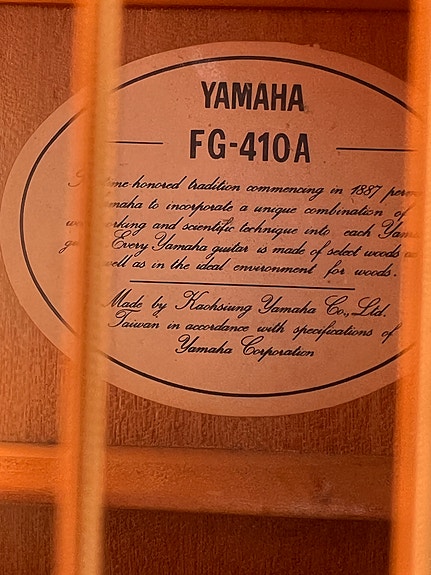 YAMAHA
FG-410A
time-honored tradition commencing in 1887
to incorporate a unique combination of
and scientific technique into each
Every Yamaha guitar is made of select woods
well as in the ideal environment for woods.
Made by Kaohsiung Yamaha Co., Ltd.
Taiwan in accordance with specifications of
Yamaha Corporation